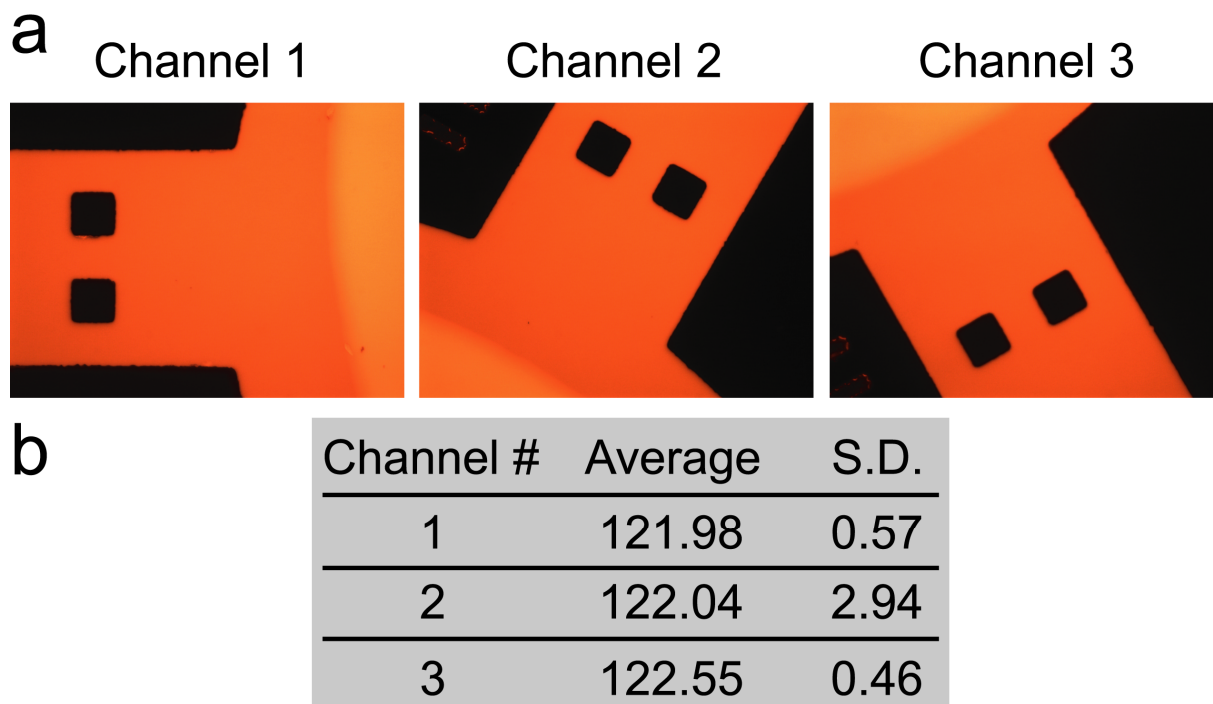 a
Channel 1 Channel 2 Channel 3
b
Channel # Average S.D.
1 121.98 0.57
2 122.04 2.94
3 122.55 0.46